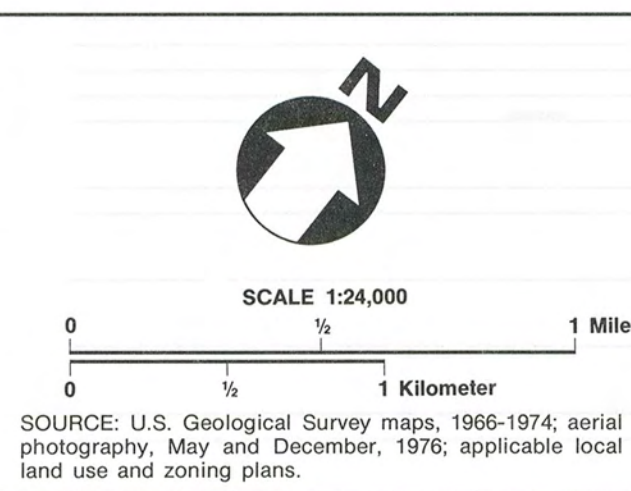 N
SCALE 1:24,000
0 ½ 1 Mile
0 ½ 1 Kilometer
SOURCE: U.S. Geological Survey maps, 1966-1974; aerial
photography, May and December, 1976; applicable local
land use and zoning plans.